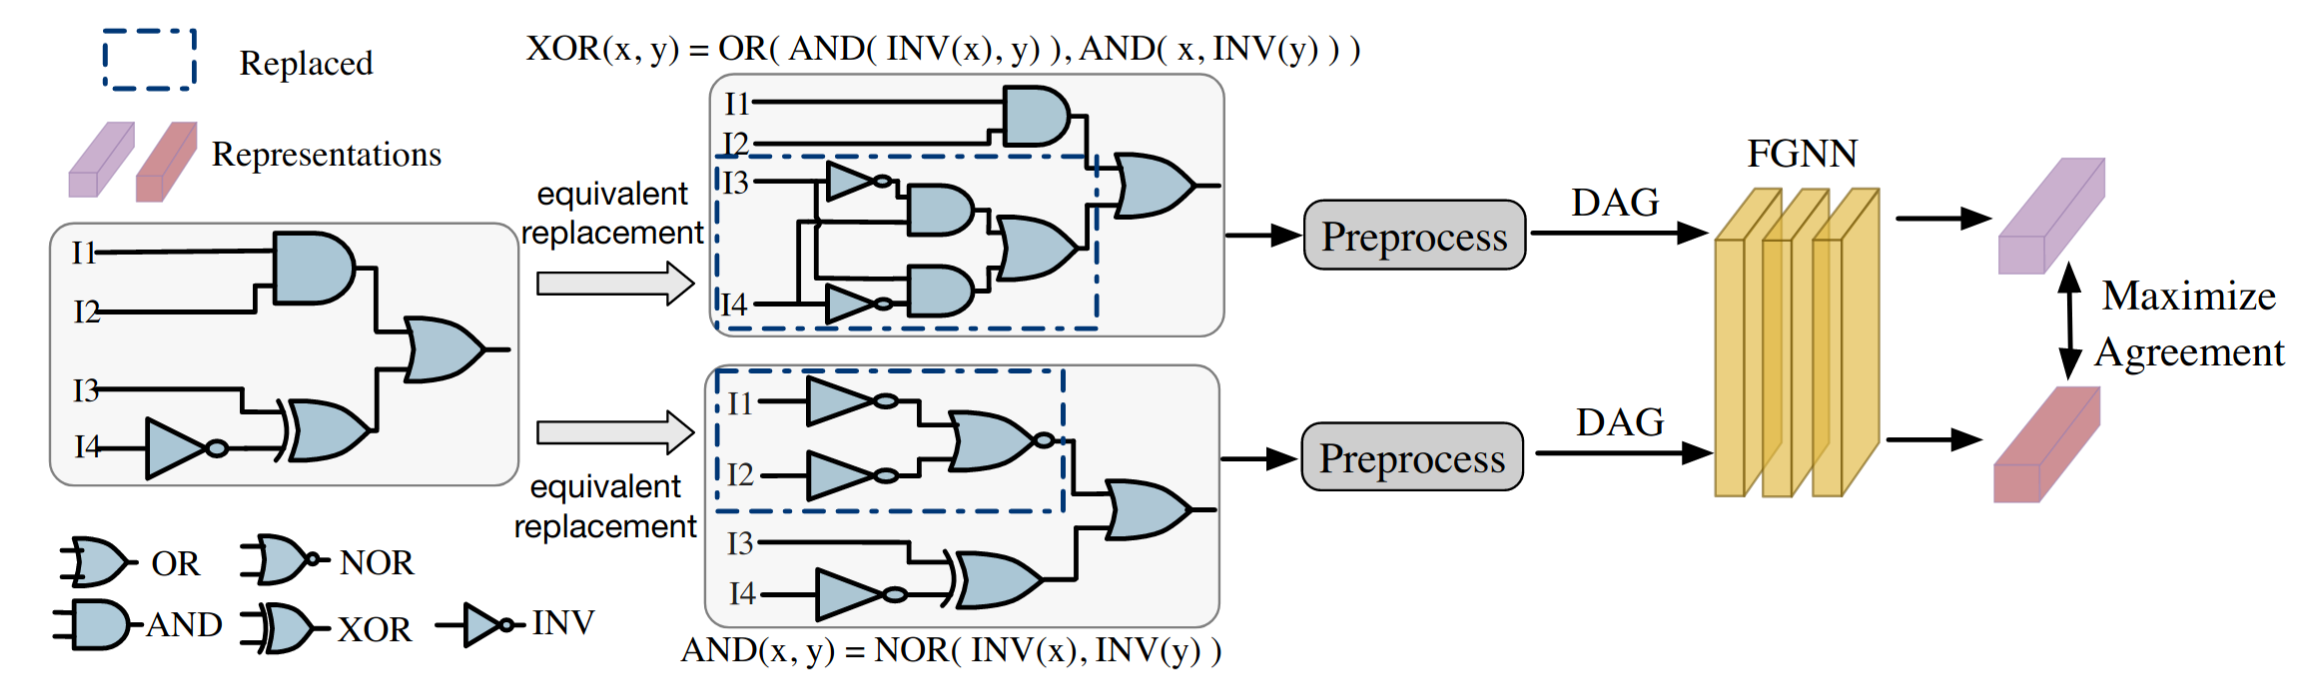 Replaced
Representations
I1
I2
I3
I4
OR
NOR
AND
XOR
INV
equivalent
replacement
equivalent
replacement
XOR(x, y) = OR( AND( INV(x), y) ), AND( x, INV(y) ) )
I1
I2
I3
I4
I1
I2
I3
I4
AND(x, y) = NOR( INV(x), INV(y) )
Preprocess
DAG
Preprocess
DAG
FGNN
Maximize
Agreement